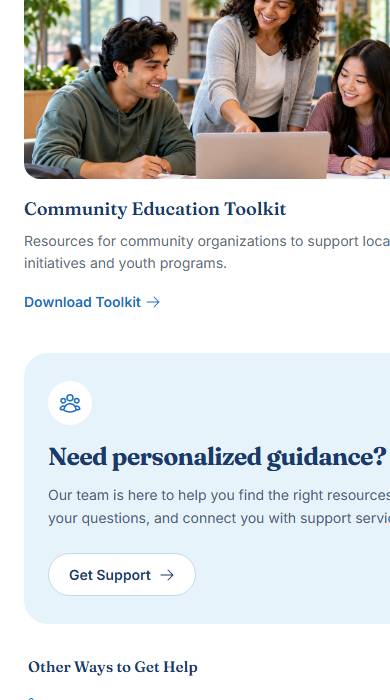 Community Education Toolkit
Resources for community organizations to support
initiatives and youth programs.
Download Toolkit
Need personalized guidance?
Our team is here to help you find the right resources
your questions, and connect you with support
Get Support
Other Ways to Get Help